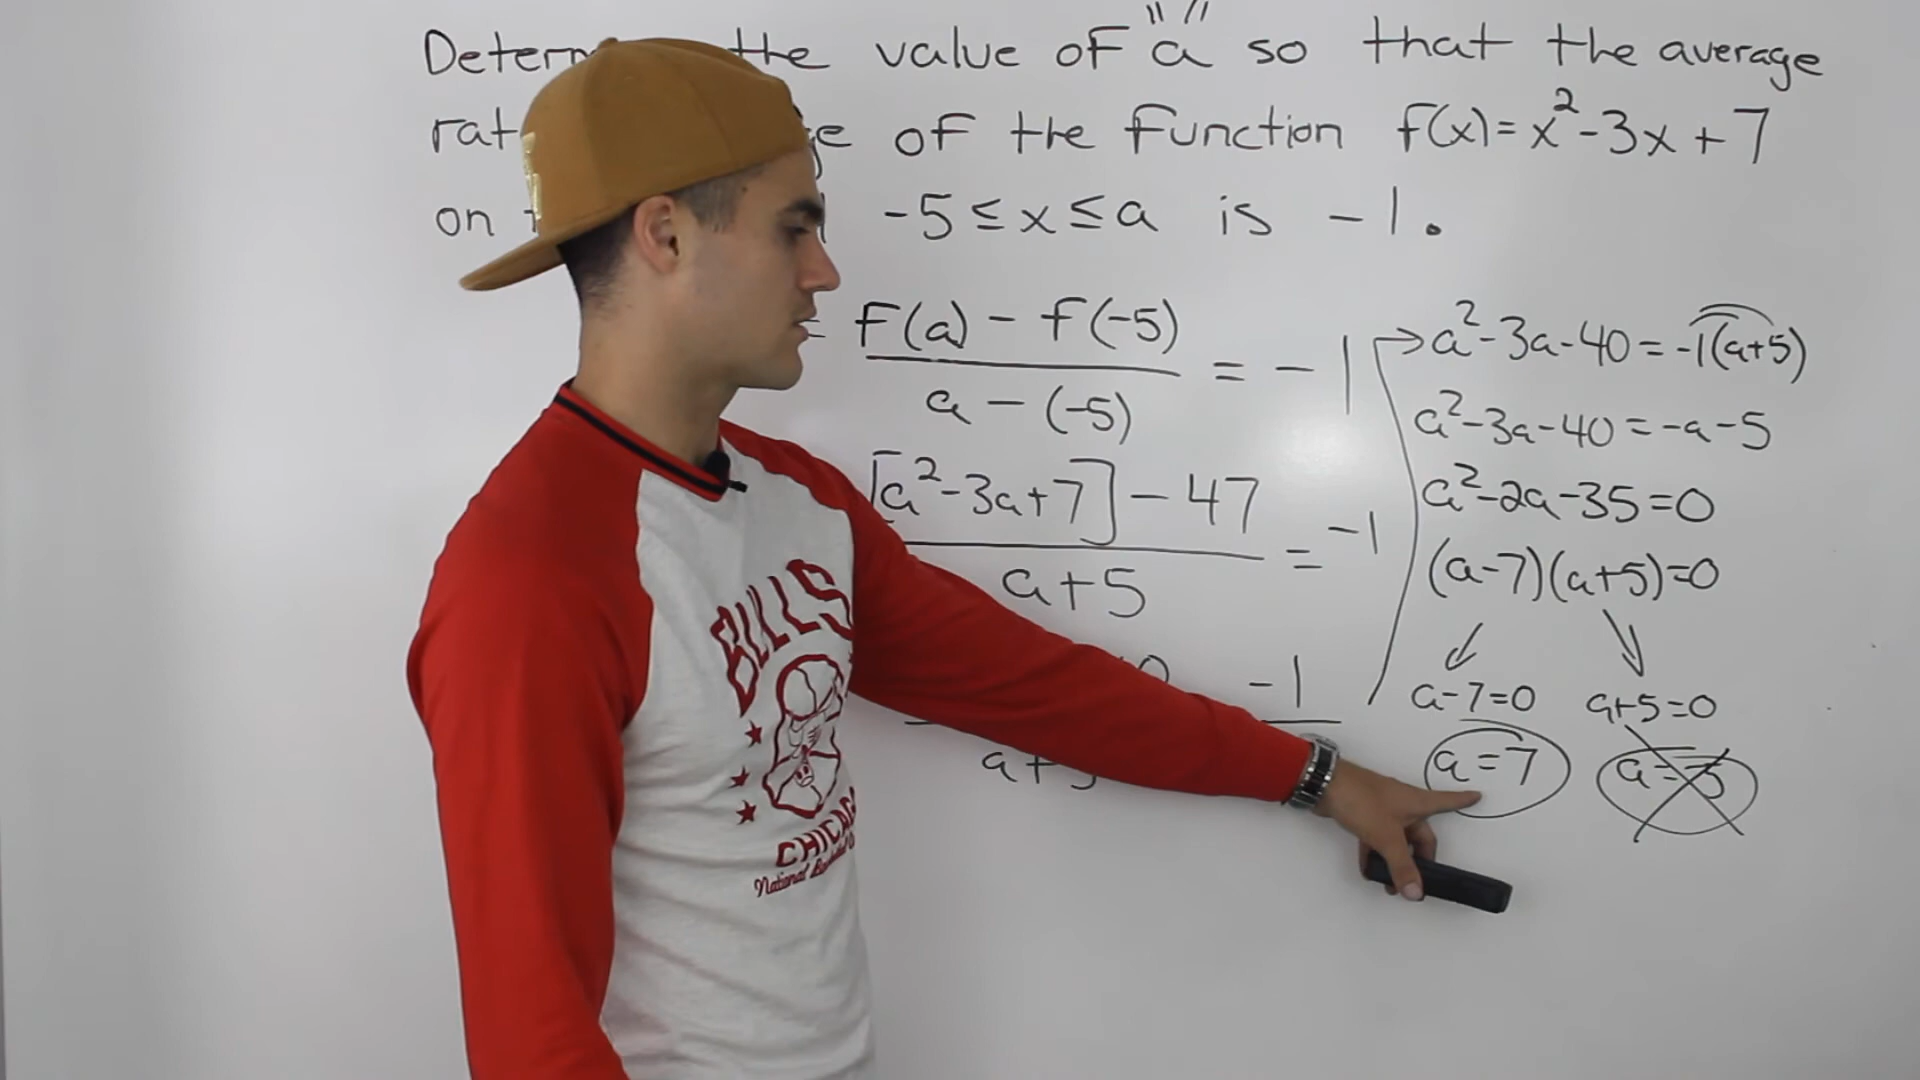 the value of "a" so that the average
of the function f(x)=x²-3x+7
on -5≤x≤a is -1.
= f(a) - f(-5) / a-(-5) = -1
[a²-3a+7] - 47 / a+5 = -1
-1
→a²-3a-40=-1(a+5)
a²-3a-40=-a-5
a²-2a-35=0
(a-7)(a+5)=0
a-7=0 a+5=0
a=7 a=-5
BULLS
CHICAGO
National